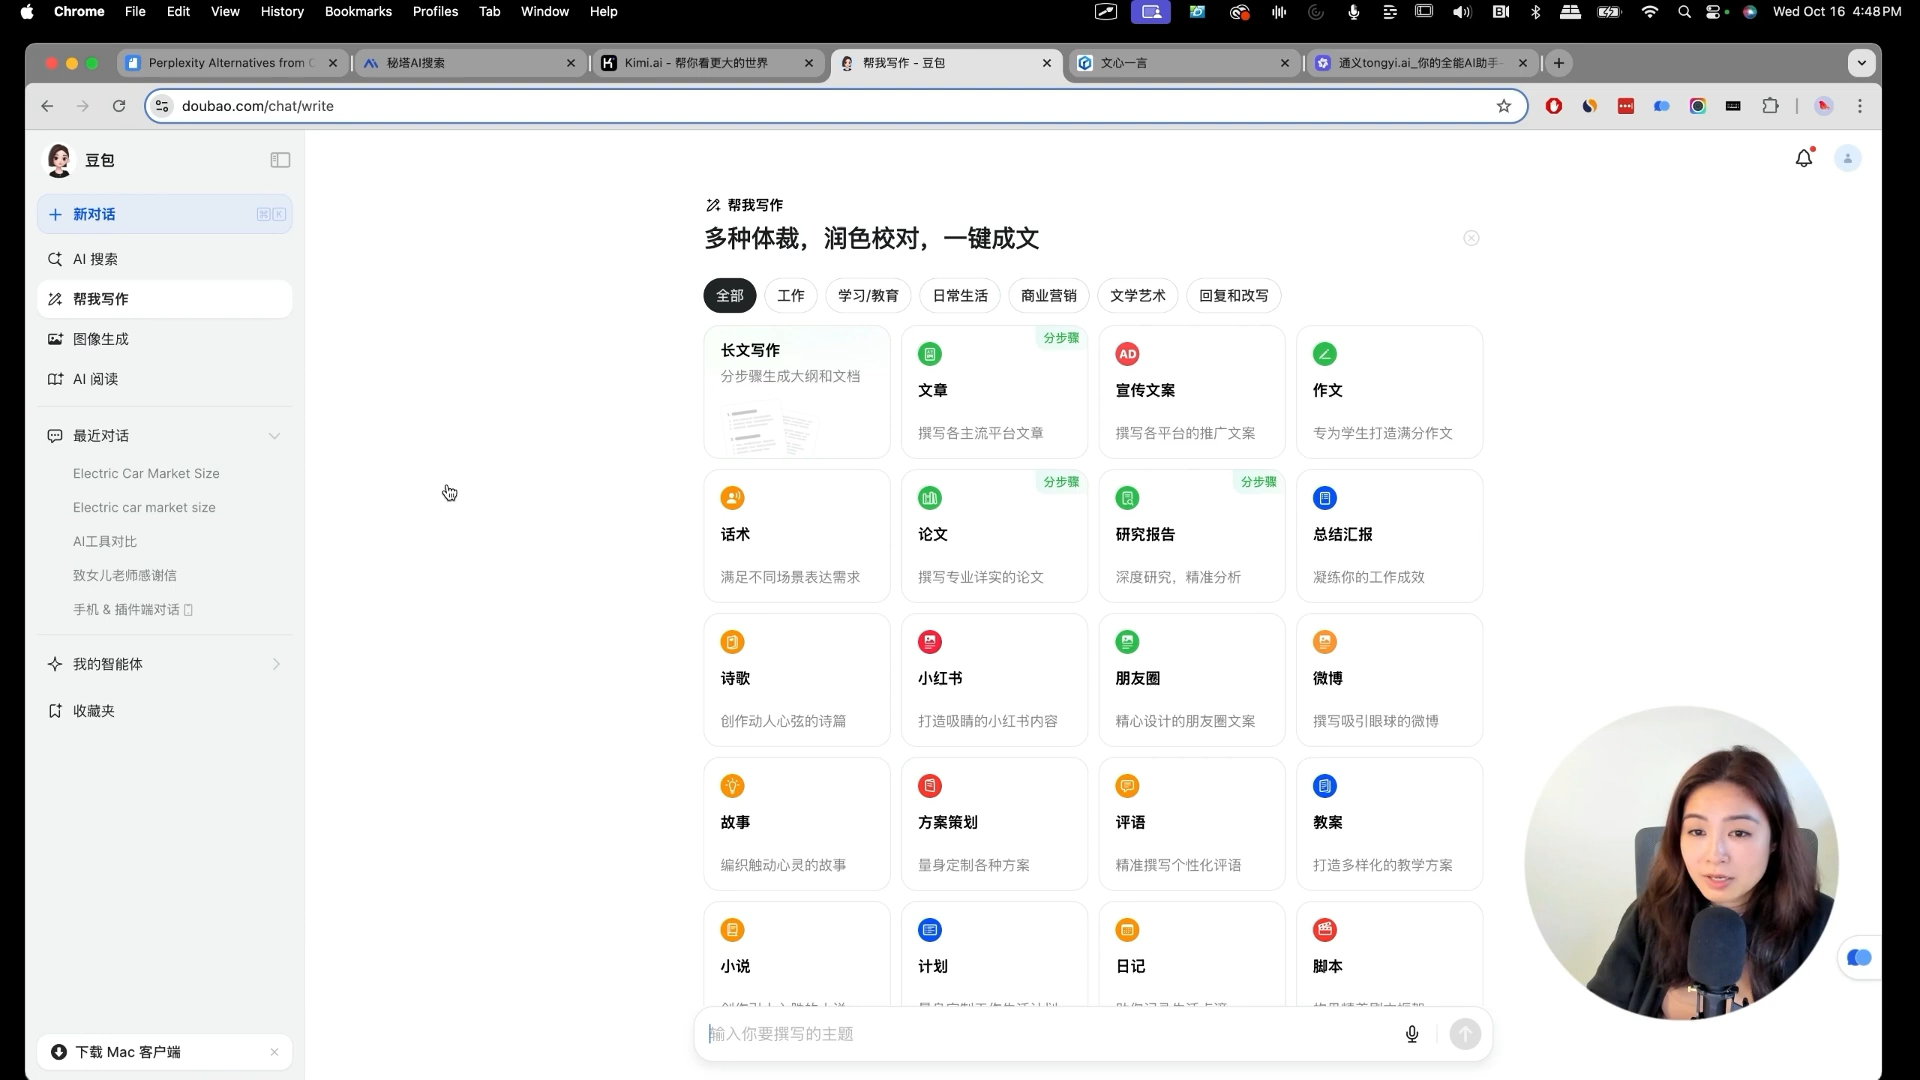 Chrome File Edit View History Bookmarks Profiles Tab Window Help
Wed Oct 16 4:48 PM
Perplexity Alternatives from
秘塔AI搜索
Kimi.ai - 帮你看更大的世界
帮我写作 - 豆包
文心一言
通义tongyi.ai_你的全能AI助手-
doubao.com/chat/write
豆包
新对话
⌘ K
AI 搜索
帮我写作
图像生成
AI 阅读
最近对话
Electric Car Market Size
Electric car market size
AI工具对比
致女儿老师感谢信
手机 & 插件端对话
我的智能体
收藏夹
下载 Mac 客户端
帮我写作
多种体裁，润色校对，一键成文
全部 工作 学习/教育 日常生活 商业营销 文学艺术 回复和改写
长文写作
分步骤生成大纲和文档
分步骤
文章
撰写各主流平台文章
AD
宣传文案
撰写各平台的推广文案
作文
专为学生打造满分作文
话术
满足不同场景表达需求
分步骤
论文
撰写专业详实的论文
分步骤
研究报告
深度研究，精准分析
总结汇报
凝练你的工作成效
诗歌
创作动人心弦的诗篇
小红书
打造吸睛的小红书内容
朋友圈
精心设计的朋友圈文案
微博
撰写吸引眼球的微博
故事
编织触动心灵的故事
方案策划
量身定制各种方案
评语
精准撰写个性化评语
教案
打造多样化的教学方案
小说
计划
日记
脚本
输入你要撰写的主题